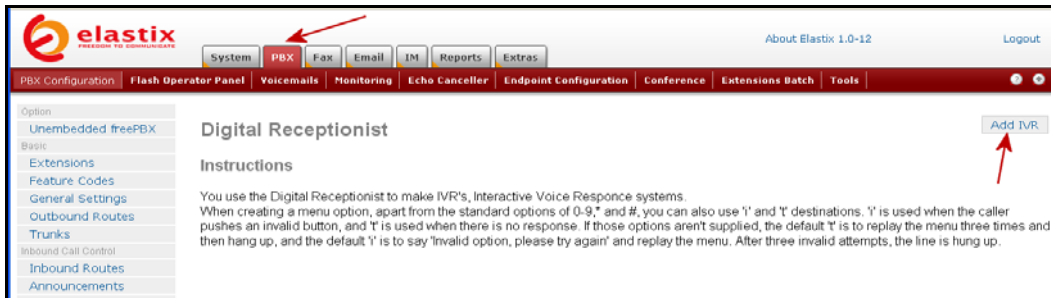 elastix
FREEDOM TO COMMUNICATE
About Elastix 1.0-12
Logout
System PBX Fax Email IM Reports Extras
PBX Configuration Flash Operator Panel Voicemails Monitoring Echo Canceller Endpoint Configuration Conference Extensions Batch Tools
Option
Unembedded freePBX
Basic
Extensions
Feature Codes
General Settings
Outbound Routes
Trunks
Inbound Call Control
Inbound Routes
Announcements
Digital Receptionist
Add IVR
Instructions
You use the Digital Receptionist to make IVR's, Interactive Voice Responce systems.
When creating a menu option, apart from the standard options of 0-9,* and #, you can also use 'i' and 't' destinations. 'i' is used when the caller
pushes an invalid button, and 't' is used when there is no response. If those options aren't supplied, the default 't' is to replay the menu three times and
then hang up, and the default 'i' is to say 'Invalid option, please try again' and replay the menu. After three invalid attempts, the line is hung up.